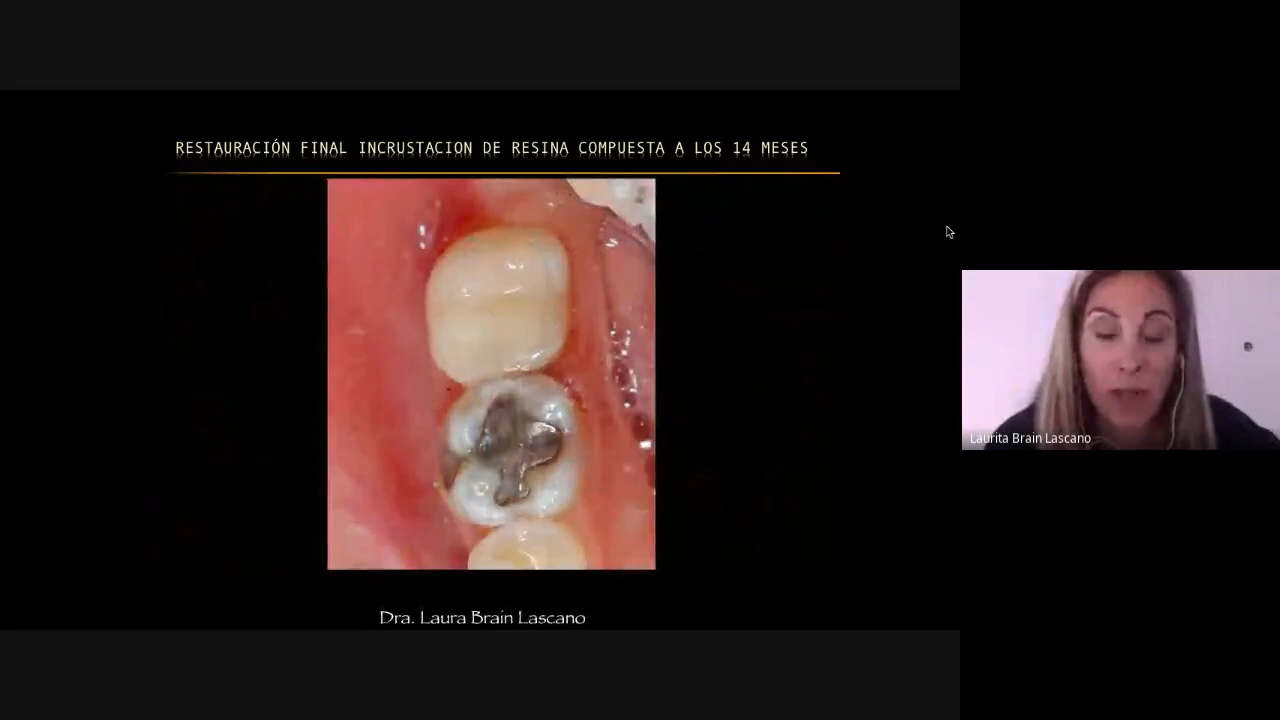 RESTAURACIÓN FINAL INCRUSTACION DE RESINA COMPUESTA A LOS 14 MESES
Laurita Brain Lascano
Dra. Laura Brain Lascano